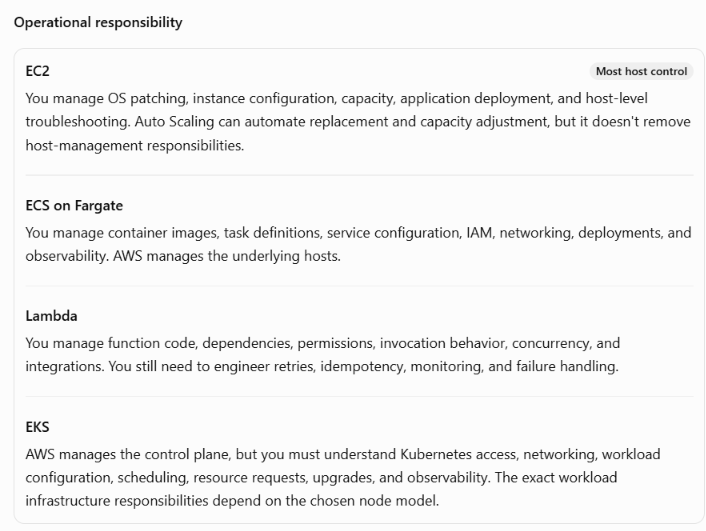 Operational responsibility
EC2
Most host control
You manage OS patching, instance configuration, capacity, application deployment, and host-level
troubleshooting. Auto Scaling can automate replacement and capacity adjustment, but it doesn't remove
host-management responsibilities.
ECS on Fargate
You manage container images, task definitions, service configuration, IAM, networking, deployments, and
observability. AWS manages the underlying hosts.
Lambda
You manage function code, dependencies, permissions, invocation behavior, concurrency, and
integrations. You still need to engineer retries, idempotency, monitoring, and failure handling.
EKS
AWS manages the control plane, but you must understand Kubernetes access, networking, workload
configuration, scheduling, resource requests, upgrades, and observability. The exact workload
infrastructure responsibilities depend on the chosen node model.